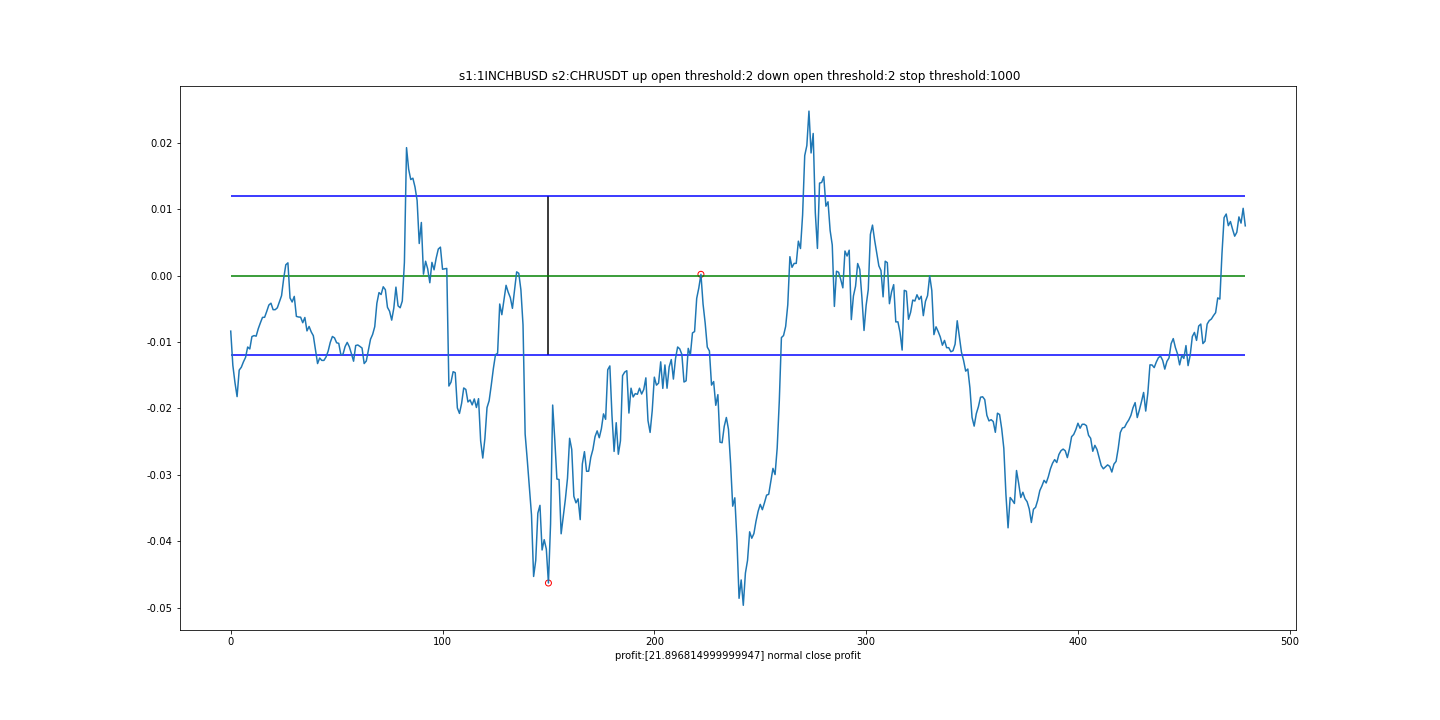 s1:1INCHBUSD s2:CHRUSDT up open threshold:2 down open threshold:2 stop threshold:1000
0.02
0.01
0.00
-0.01
-0.02
-0.03
-0.04
-0.05
0 100 200 300 400 500
profit:[21.896814999999947] normal close profit